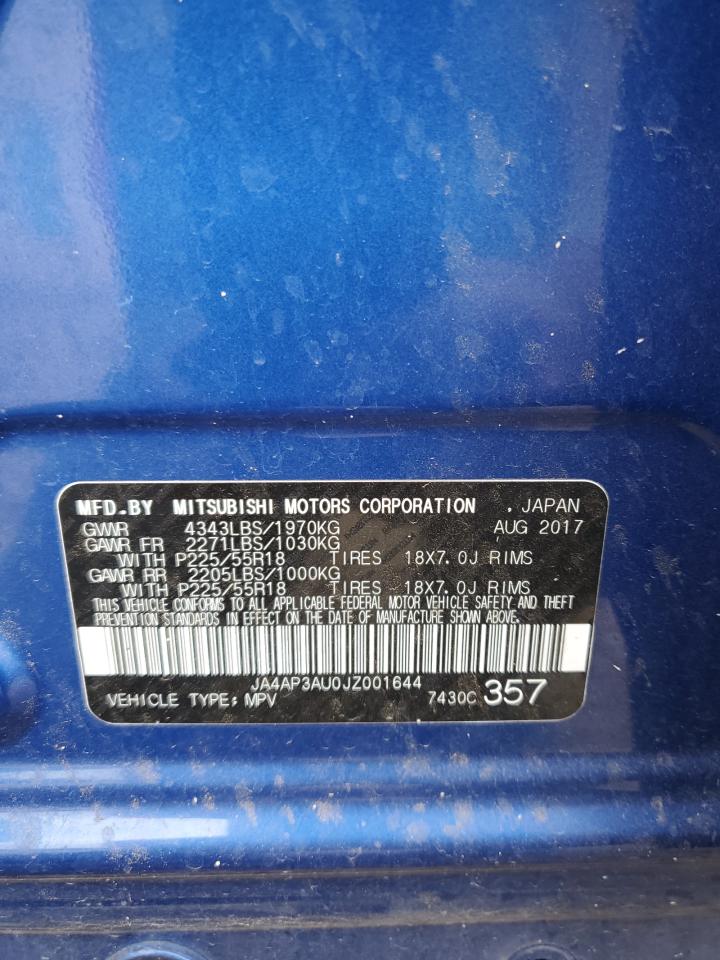 MFD.BY MITSUBISHI MOTORS CORPORATION , JAPAN
GVWR 4343LBS/1970KG AUG 2017
GAWR FR 2271LBS/1030KG
WITH P225/55R18 TIRES 18X7.0J RIMS
GAWR RR 2205LBS/1000KG
WITH P225/55R18 TIRES 18X7.0J RIMS
THIS VEHICLE CONFORMS TO ALL APPLICABLE FEDERAL MOTOR VEHICLE SAFETY AND THEFT
PREVENTION STANDARDS IN EFFECT ON THE DATE OF MANUFACTURE SHOWN ABOVE.
JA4AP3AU0JZ001644
VEHICLE TYPE:MPV 7430C 357